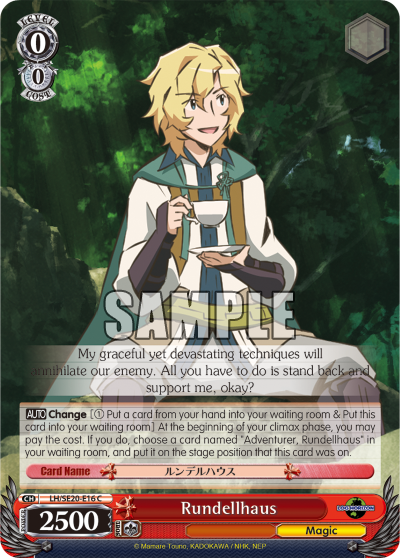 LEVEL
0
0
COST
SAMPLE
My graceful yet devastating techniques will
annihilate our enemy. All you have to do is stand back and
support me, okay?
AUTO Change [① Put a card from your hand into your waiting room & Put this
card into your waiting room] At the beginning of your climax phase, you may
pay the cost. If you do, choose a card named "Adventurer, Rundellhaus" in
your waiting room, and put it on the stage position that this card was on.
Card Name ルンデルハウス
CH LH/SE20-E16 C
POWER 2500 Rundellhaus
LOG HORIZON
Magic
© Mamare Touno, KADOKAWA / NHK, NEP